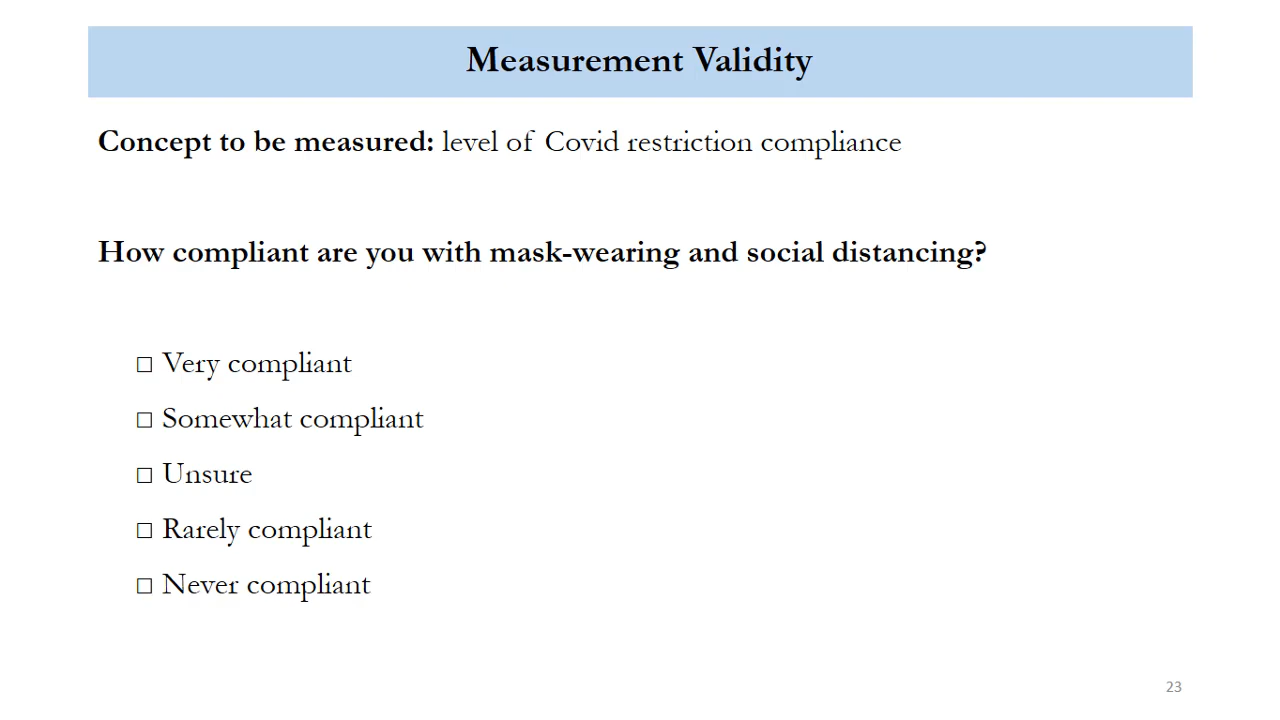 Measurement Validity
Concept to be measured: level of Covid restriction compliance
How compliant are you with mask-wearing and social distancing?
□ Very compliant
□ Somewhat compliant
□ Unsure
□ Rarely compliant
□ Never compliant
23